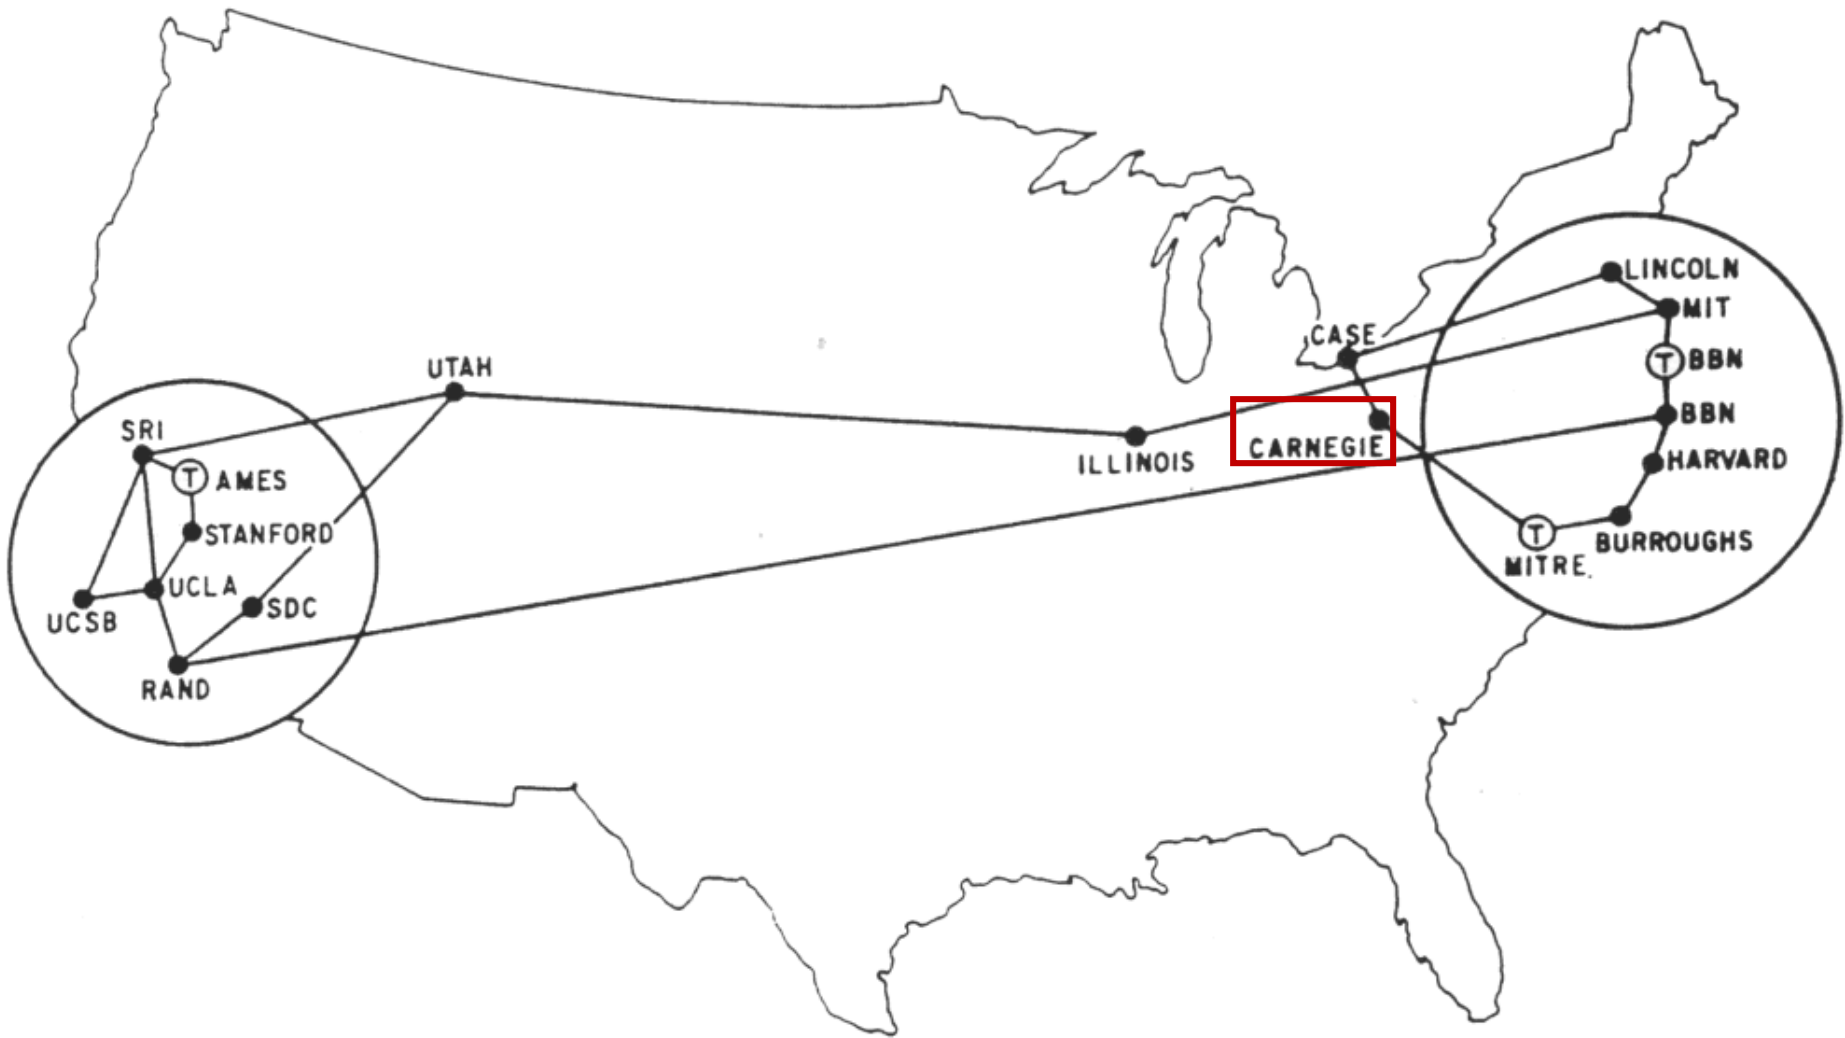 UTAH
SRI
T AMES
STANFORD
UCLA
SDC
UCSB
RAND
ILLINOIS
CASE
CARNEGIE
LINCOLN
MIT
T BBN
BBN
HARVARD
BURROUGHS
T
MITRE.